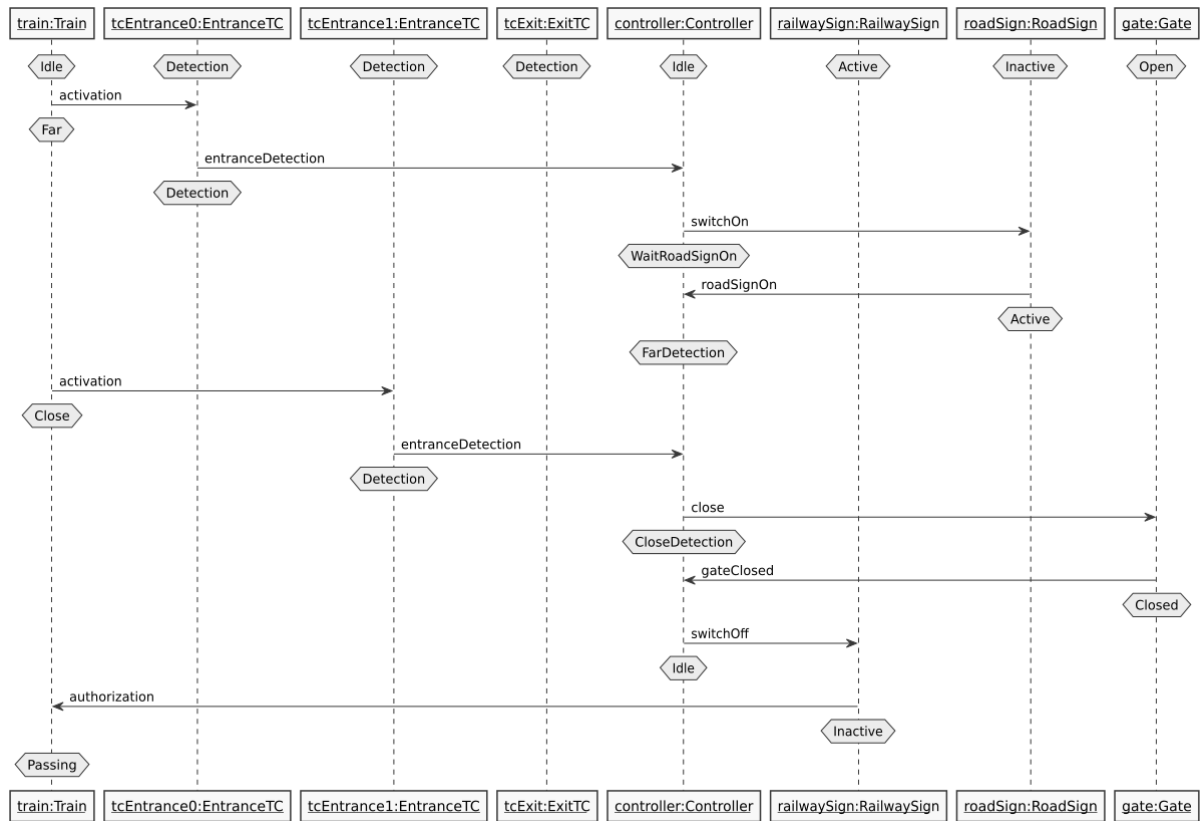 train:Train tcEntrance0:EntranceTC tcEntrance1:EntranceTC tcExit:ExitTC controller:Controller railwaySign:RailwaySign roadSign:RoadSign gate:Gate
Idle Detection Detection Detection Idle Active Inactive Open
activation
Far
entranceDetection
Detection
switchOn
WaitRoadSignOn
roadSignOn
Active
FarDetection
activation
Close
entranceDetection
Detection
close
CloseDetection
gateClosed
Closed
switchOff
Idle
authorization
Inactive
Passing
train:Train tcEntrance0:EntranceTC tcEntrance1:EntranceTC tcExit:ExitTC controller:Controller railwaySign:RailwaySign roadSign:RoadSign gate:Gate